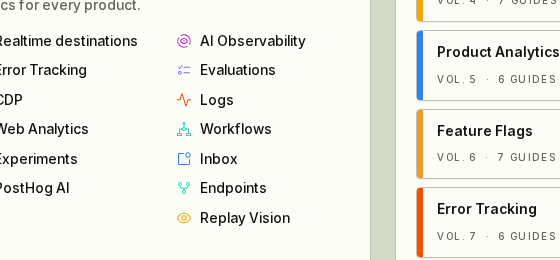 cs for every product.
Realtime destinations
Error Tracking
CDP
Web Analytics
Experiments
PostHog AI
AI Observability
Evaluations
Logs
Workflows
Inbox
Endpoints
Replay Vision
VOL. 4 · 7 GUIDES
Product Analytics
VOL. 5 · 6 GUIDES
Feature Flags
VOL. 6 · 7 GUIDES
Error Tracking
VOL. 7 · 6 GUIDES